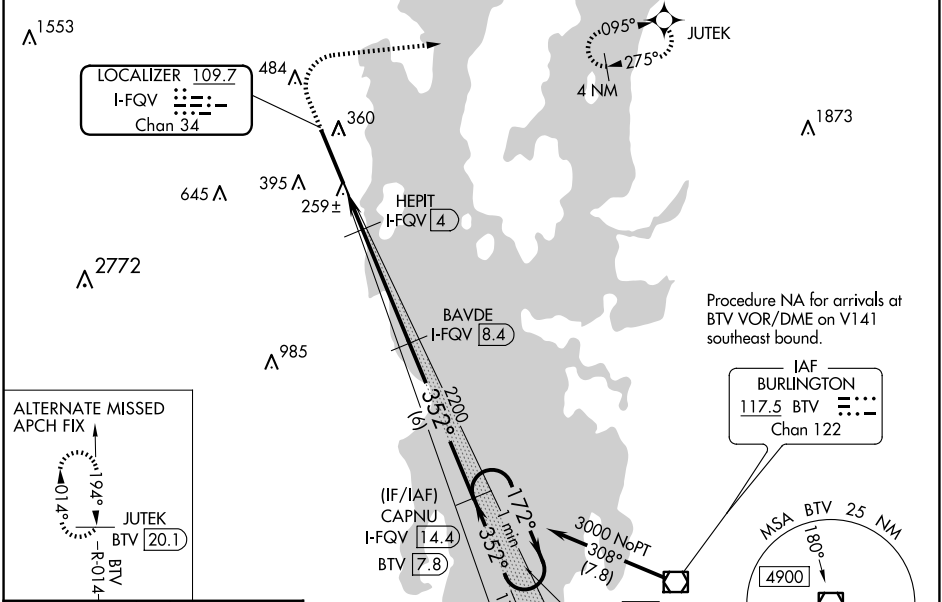 1553
095°
JUTEK
275°
4 NM
LOCALIZER 109.7
I-FQV
Chan 34
484
360
1873
645
395
259±
HEPIT
I-FQV 4
2772
BAVDE
I-FQV 8.4
985
Procedure NA for arrivals at
BTV VOR/DME on V141
southeast bound.
IAF
BURLINGTON
117.5 BTV
Chan 122
352°
(6)
2200
ALTERNATE MISSED
APCH FIX
014°
194°
JUTEK
BTV 20.1
R-014
BTV
(IF/IAF)
CAPNU
I-FQV 14.4
BTV 7.8
172°
1 min
352°
3000 NoPT
308°
(7.8)
MSA BTV 25 NM
180°
4900